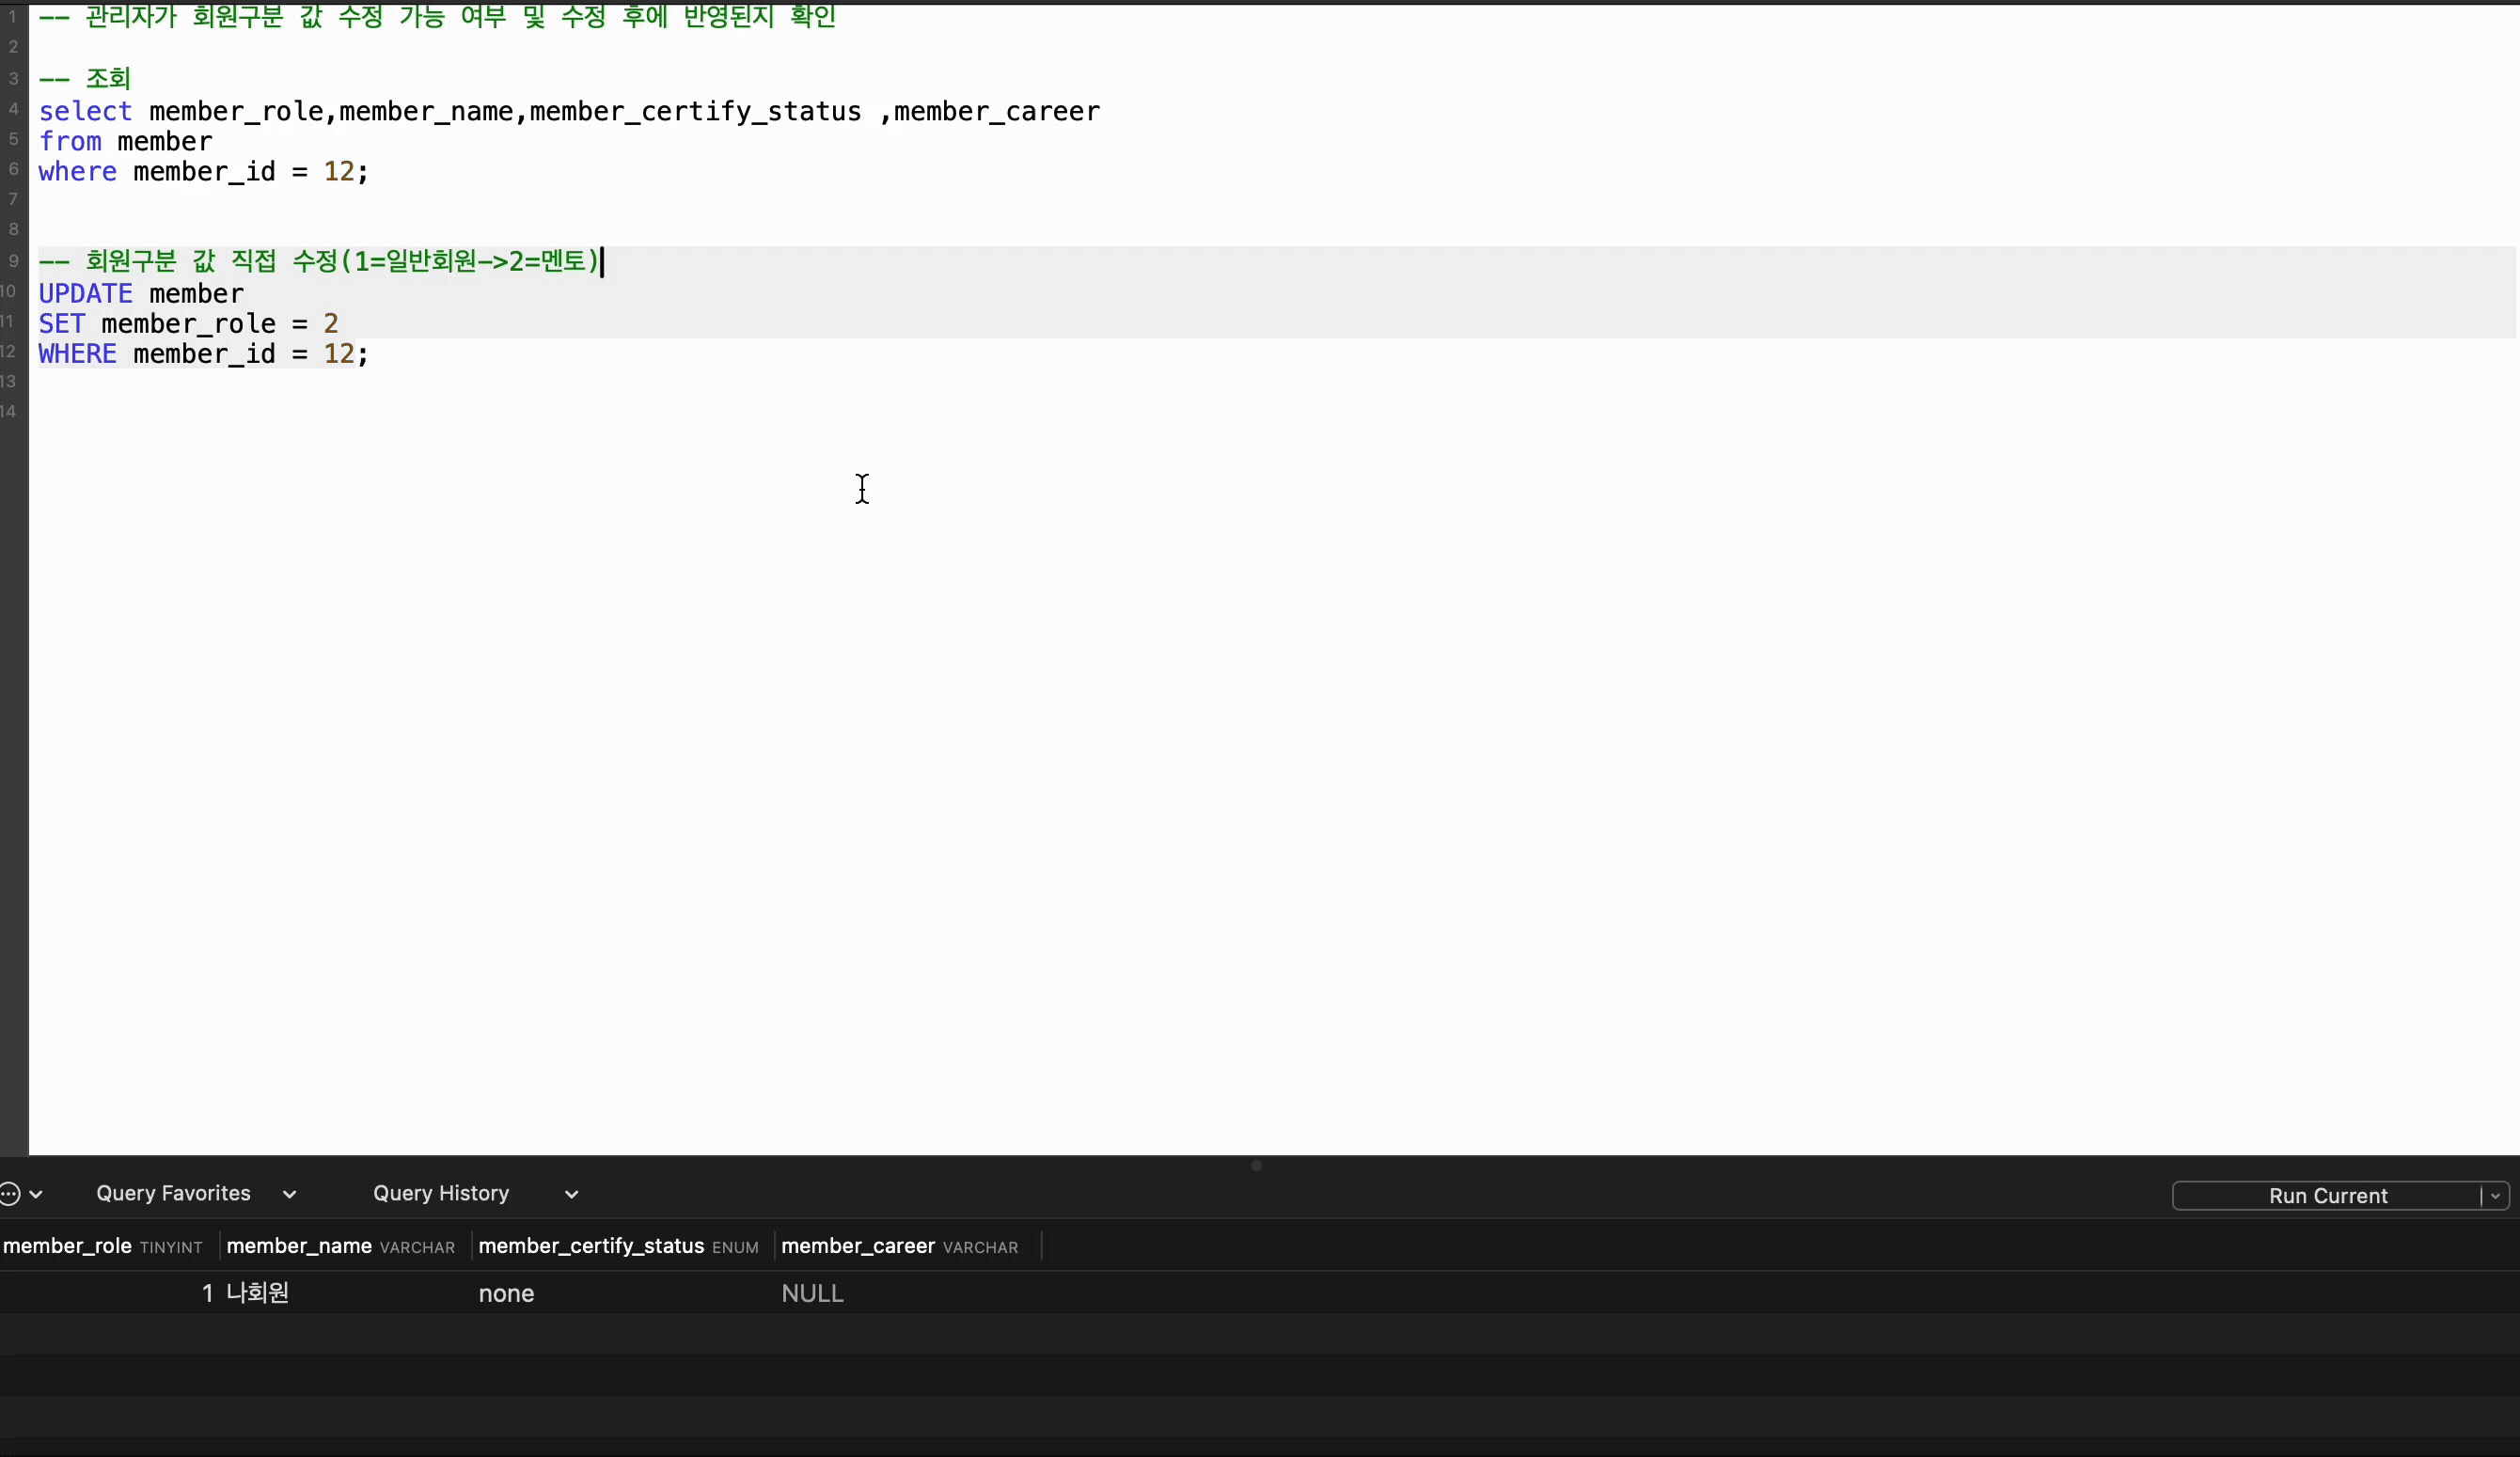 1 -- 관리자가 회원구분 값 수정 가능 여부 및 수정 후에 반영된지 확인
2
3 -- 조회
4 select member_role,member_name,member_certify_status ,member_career
5 from member
6 where member_id = 12;
7
8
9 -- 회원구분 값 직접 수정(1=일반회원->2=멘토)
10 UPDATE member
11 SET member_role = 2
12 WHERE member_id = 12;
13
14
Query Favorites Query History Run Current
member_role TINYINT member_name VARCHAR member_certify_status ENUM member_career VARCHAR
1 나회원 none NULL